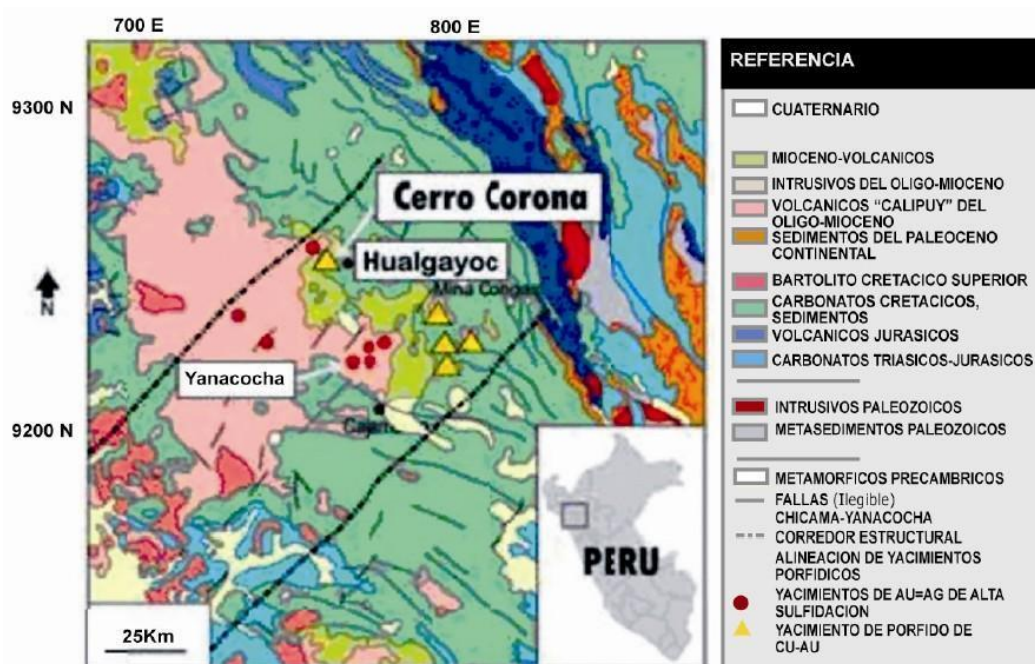 700 E
800 E
9300 N
9200 N
N
Cerro Corona
Hualgayoc
Mina Conga
Yanacocha
25Km
PERU
REFERENCIA
CUATERNARIO
MIOCENO-VOLCANICOS
INTRUSIVOS DEL OLIGO-MIOCENO
VOLCANICOS “CALIPUY” DEL
OLIGO-MIOCENO
SEDIMENTOS DEL PALEOCENO
CONTINENTAL
BARTOLITO CRETACICO SUPERIOR
CARBONATOS CRETACICOS,
SEDIMENTOS
VOLCANICOS JURASICOS
CARBONATOS TRIASICOS-JURASICOS
INTRUSIVOS PALEOZOICOS
METASEDIMENTOS PALEOZOICOS
METAMORFICOS PRECAMBRICOS
FALLAS (Ilegible)
CHICAMA-YANACOCHA
CORREDOR ESTRUCTURAL
ALINEACION DE YACIMIENTOS
PORFIDICOS
YACIMIENTOS DE AU=AG DE ALTA
SULFIDACION
YACIMIENTO DE PORFIDO DE
CU-AU